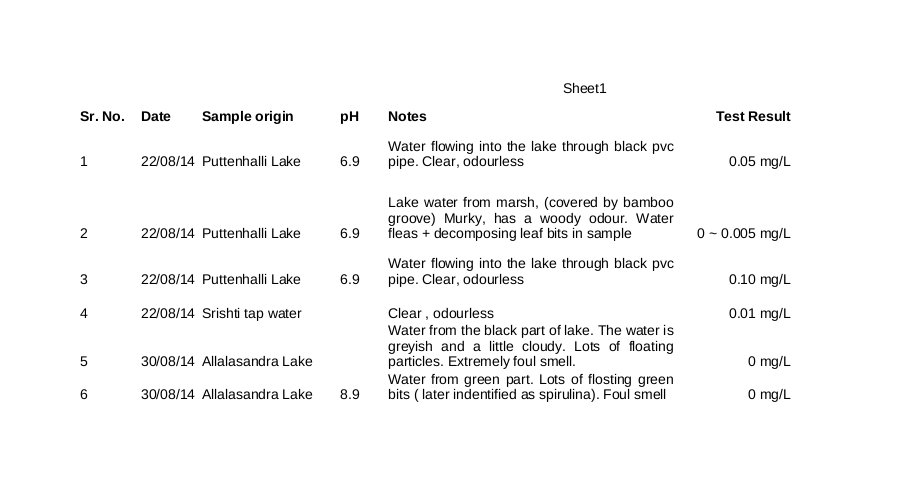 Sheet1
Sr. No. Date Sample origin pH Notes Test Result
Water flowing into the lake through black pvc
1 22/08/14 Puttenhalli Lake 6.9 pipe. Clear, odourless 0.05 mg/L
Lake water from marsh, (covered by bamboo
groove) Murky, has a woody odour. Water
2 22/08/14 Puttenhalli Lake 6.9 fleas + decomposing leaf bits in sample 0 ~ 0.005 mg/L
Water flowing into the lake through black pvc
3 22/08/14 Puttenhalli Lake 6.9 pipe. Clear, odourless 0.10 mg/L
4 22/08/14 Srishti tap water Clear , odourless 0.01 mg/L
Water from the black part of lake. The water is
greyish and a little cloudy. Lots of floating
5 30/08/14 Allalasandra Lake particles. Extremely foul smell. 0 mg/L
Water from green part. Lots of flosting green
6 30/08/14 Allalasandra Lake 8.9 bits ( later indentified as spirulina). Foul smell 0 mg/L